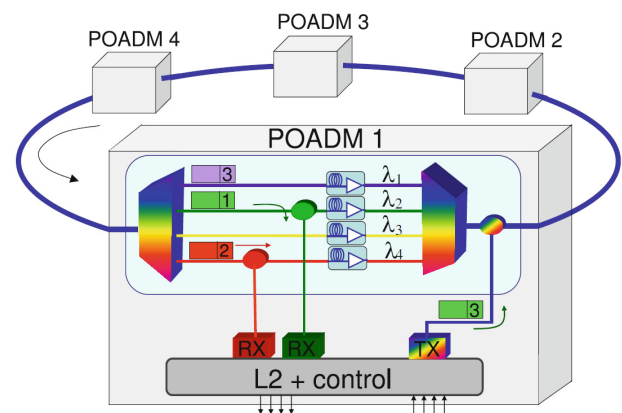 POADM 3
POADM 4
POADM 2
POADM 1
3
λ1
1
λ2
λ3
2
λ4
3
RX
RX
TX
L2 + control